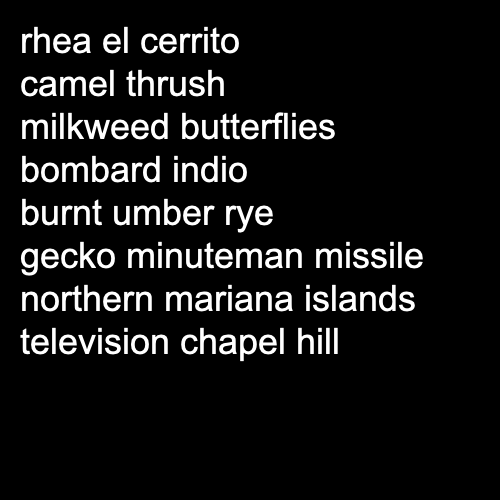 rhea el cerrito
camel thrush
milkweed butterflies
bombard indio
burnt umber rye
gecko minuteman missile
northern mariana islands
television chapel hill